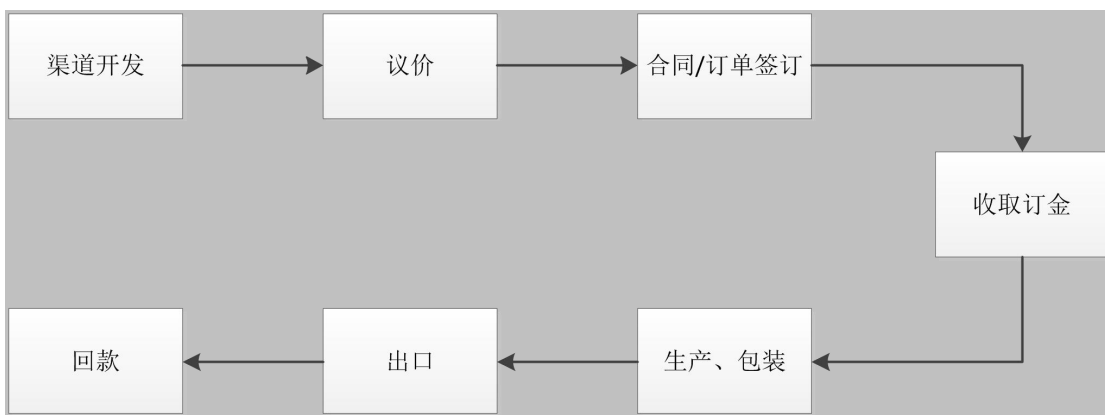 渠道开发
议价
合同/订单签订
收取订金
生产、包装
出口
回款